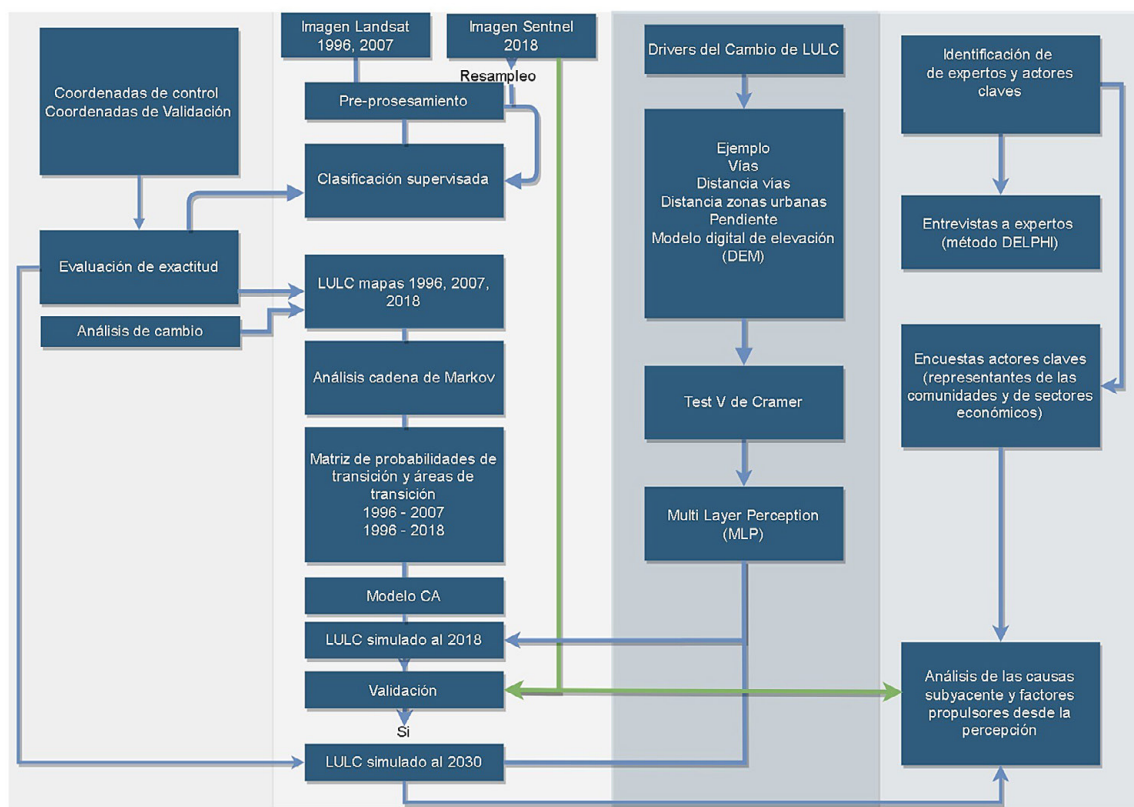 Coordenadas de control
Coordenadas de Validación
Evaluación de exactitud
Análisis de cambio
Imagen Landsat
1996, 2007
Imagen Sentnel
2018
Resampleo
Pre-prosesamiento
Clasificación supervisada
LULC mapas 1996, 2007,
2018
Análisis cadena de Markov
Matriz de probabilidades de
transición y áreas de
transición
1996 - 2007
1996 - 2018
Modelo CA
LULC simulado al 2018
Validación
Si
LULC simulado al 2030
Drivers del Cambio de LULC
Ejemplo
Vías
Distancia vías
Distancia zonas urbanas
Pendiente
Modelo digital de elevación
(DEM)
Test V de Cramer
Multi Layer Perception
(MLP)
Identificación de
de expertos y actores
claves
Entrevistas a expertos
(método DELPHI)
Encuestas actores claves
(representantes de las
comunidades y de sectores
económicos)
Análisis de las causas
subyacente y factores
propulsores desde la
percepción